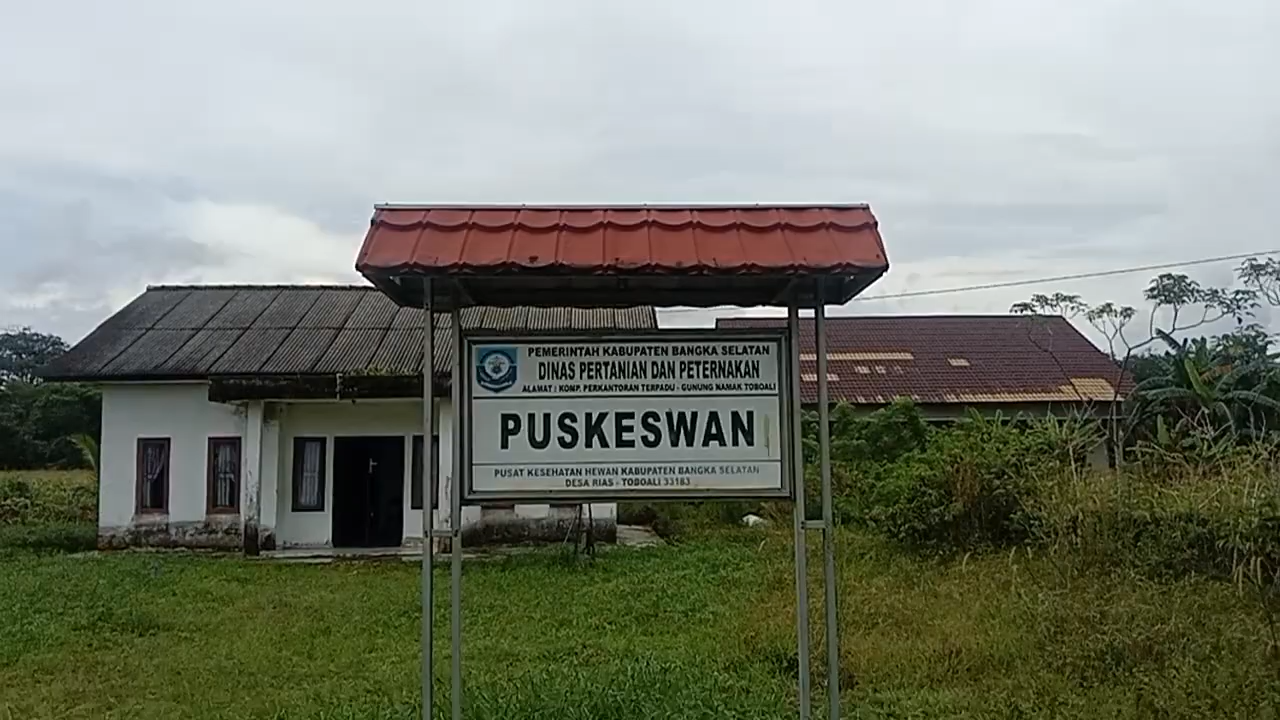 PEMERINTAH KABUPATEN BANGKA SELATAN
DINAS PERTANIAN DAN PETERNAKAN
ALAMAT : KOMP. PERKANTORAN TERPADU - GUNUNG NAMAK TOBOALI
PUSKESWAN
PUSAT KESEHATAN HEWAN KABUPATEN BANGKA SELATAN
DESA RIAS - TOBOALI 33183